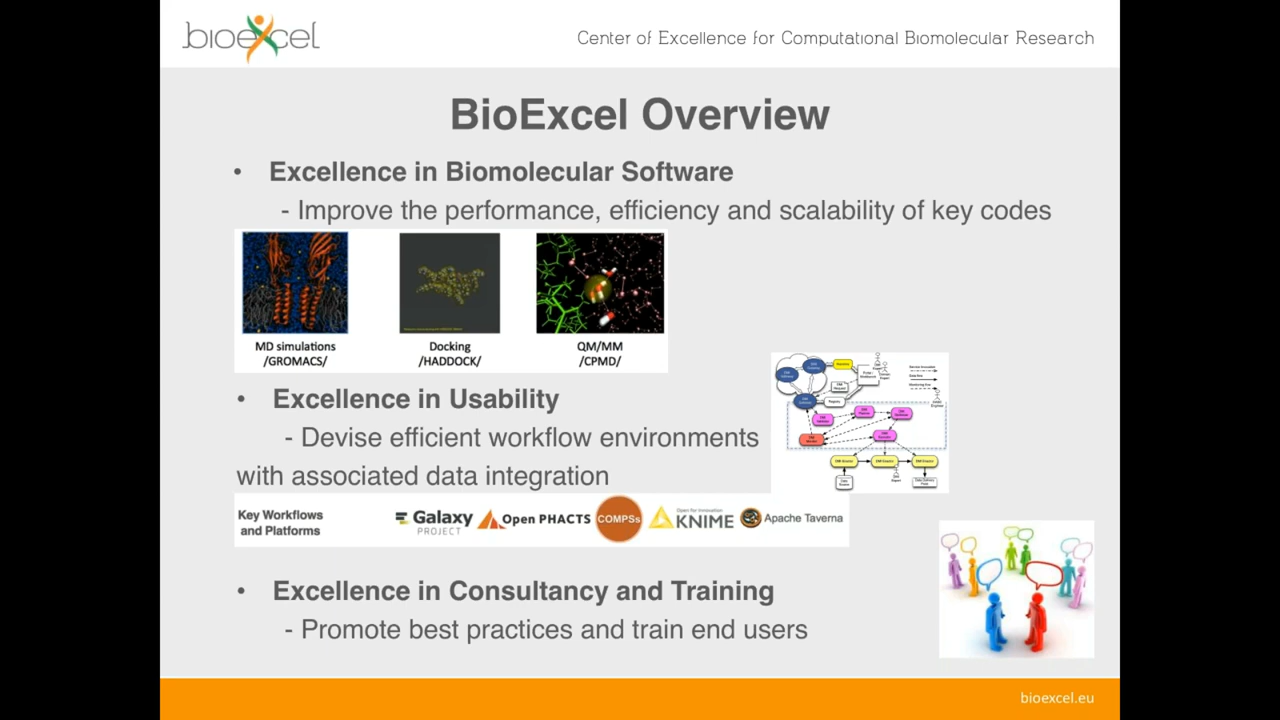 bioexcel
Center of Excellence for Computational Biomolecular Research
BioExcel Overview
• Excellence in Biomolecular Software
- Improve the performance, efficiency and scalability of key codes
MD simulations
/GROMACS/
Docking
/HADDOCK/
QM/MM
/CPMD/
• Excellence in Usability
- Devise efficient workflow environments
with associated data integration
Key Workflows
and Platforms
Galaxy
PROJECT
Open PHACTS
COMPSs
Open for Innovation
KNIME
Apache Taverna
• Excellence in Consultancy and Training
- Promote best practices and train end users
bioexcel.eu